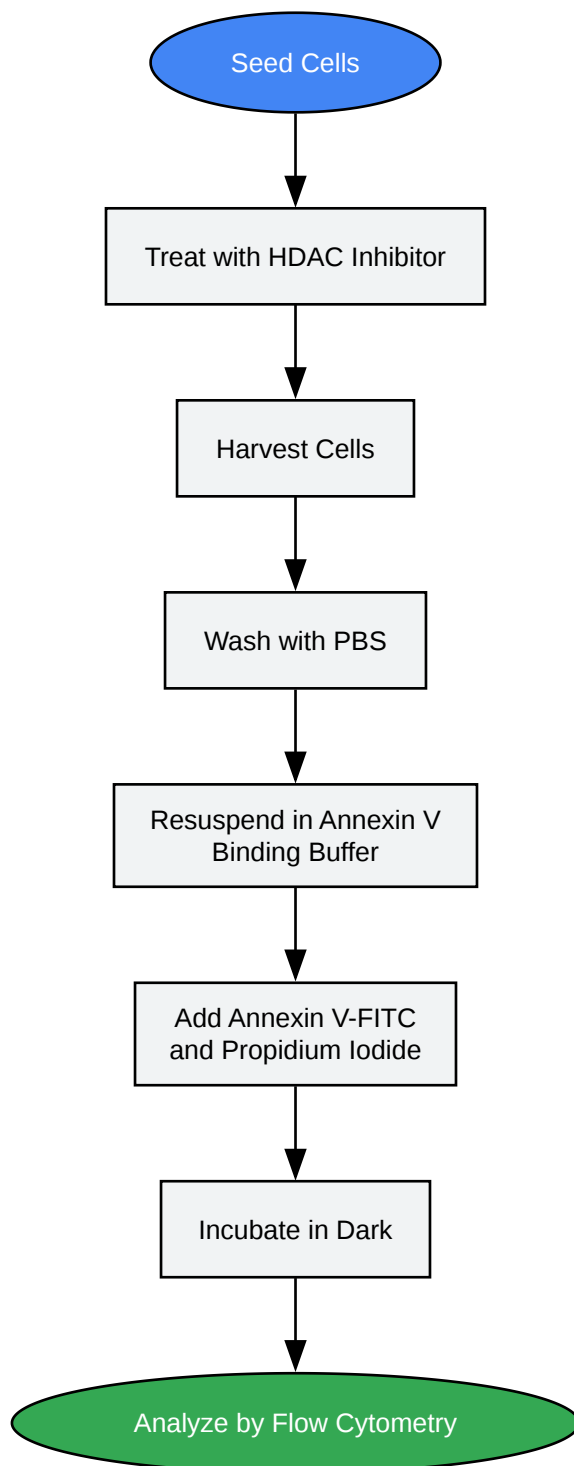 Seed Cells
Treat with HDAC Inhibitor
Harvest Cells
Wash with PBS
Resuspend in Annexin V
Binding Buffer
Add Annexin V-FITC
and Propidium Iodide
Incubate in Dark
Analyze by Flow Cytometry